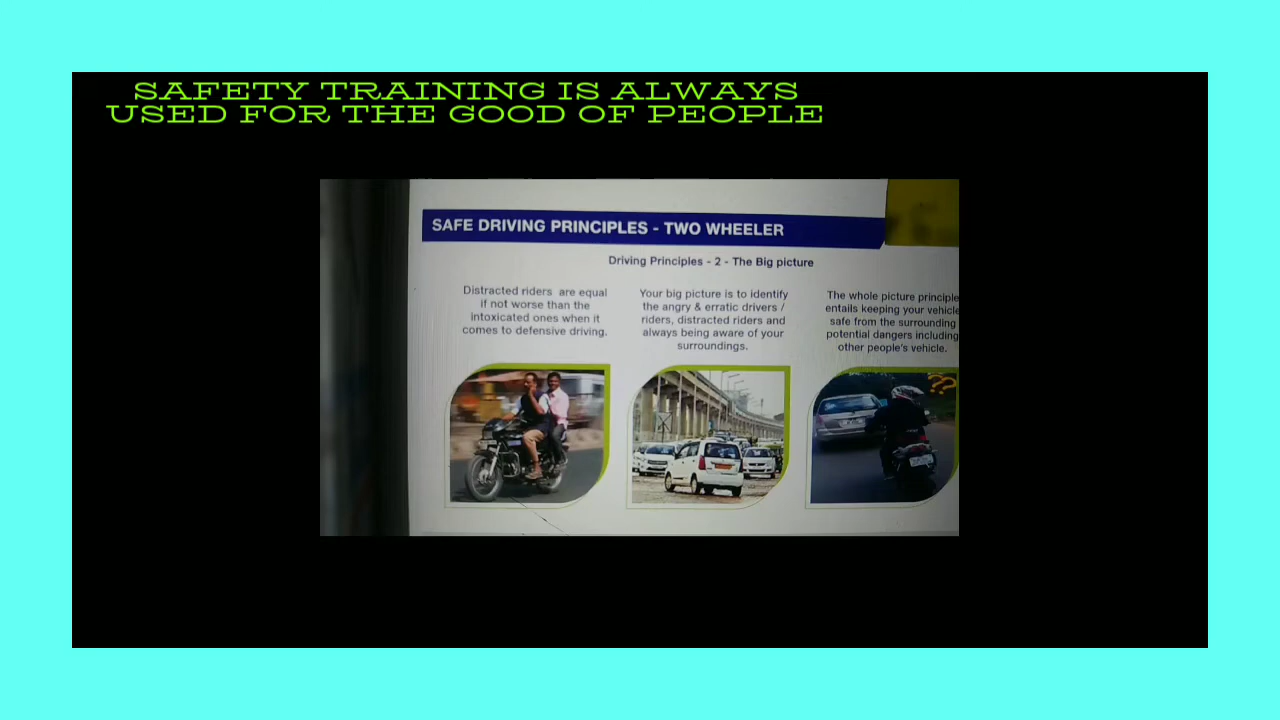 SAFETY TRAINING IS ALWAYS
USED FOR THE GOOD OF PEOPLE
SAFE DRIVING PRINCIPLES - TWO WHEELER
Driving Principles - 2 - The Big picture
Distracted riders are equal
if not worse than the
intoxicated ones when it
comes to defensive driving.
Your big picture is to identify
the angry & erratic drivers /
riders, distracted riders and
always being aware of your
surroundings.
The whole picture principle
entails keeping your vehicle
safe from the surrounding
potential dangers including
other people's vehicle.
??